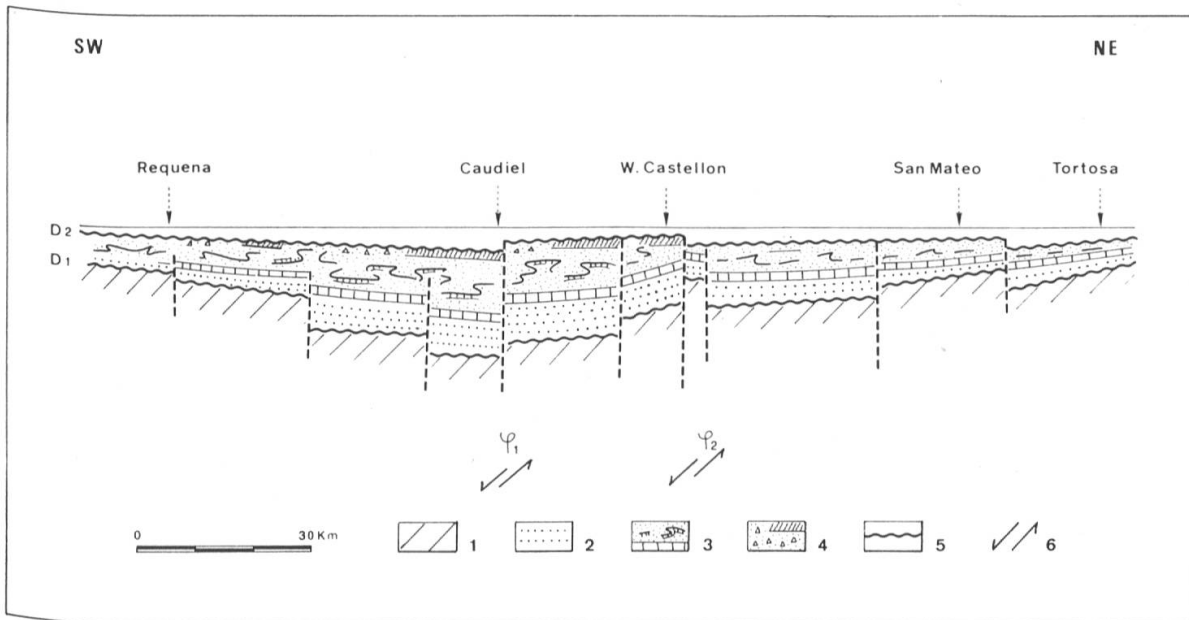 SW NE
Requena Caudiel W. Castellon San Mateo Tortosa
D2
D1
φ1 φ2
0 30 Km
1 2 3 4 5 6